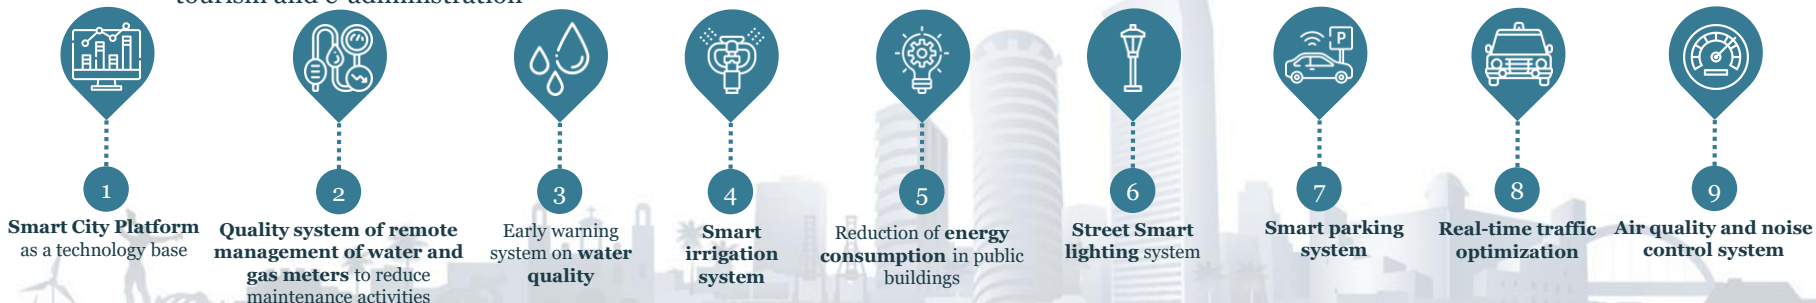 tourism and e-administration
P
1
Smart City Platform
as a technology base
2
Quality system of remote
management of water and
gas meters to reduce
maintenance activities
3
Early warning
system on water
quality
4
Smart
irrigation
system
5
Reduction of energy
consumption in public
buildings
6
Street Smart
lighting system
7
Smart parking
system
8
Real-time traffic
optimization
9
Air quality and noise
control system